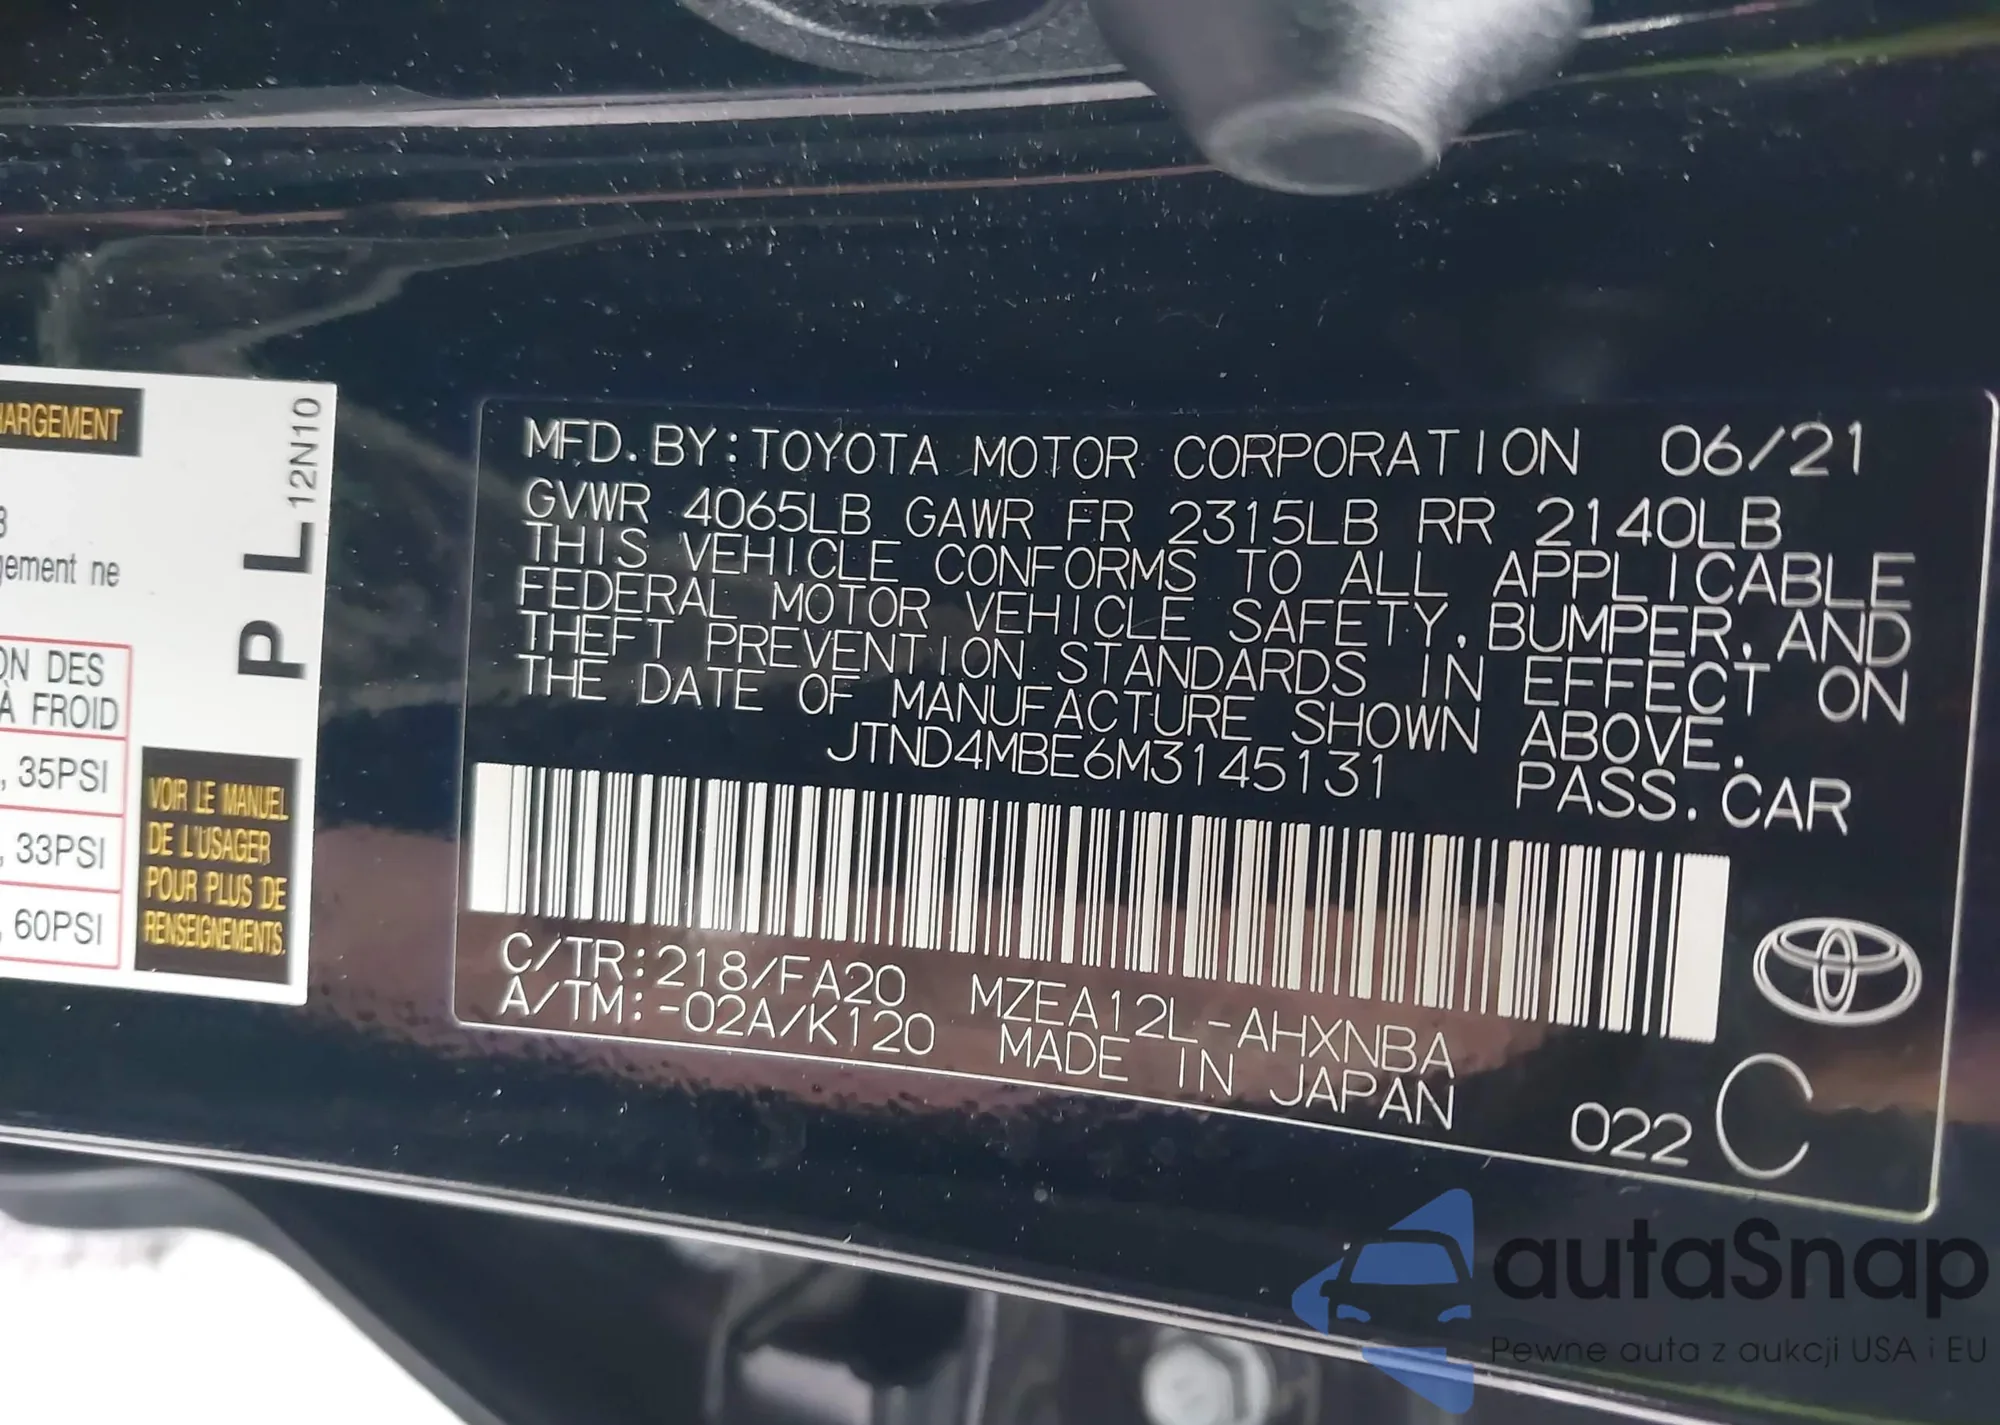 HARGEMENT
gement ne
ON DES
À FROID
, 35PSI
, 33PSI
, 60PSI
PL12N10
VOIR LE MANUEL
DE L'USAGER
POUR PLUS DE
RENSEIGNEMENTS.
MFD. BY: TOYOTA MOTOR CORPORATION 06/21
GVWR 4065LB GAWR FR 2315LB RR 2140LB
THIS VEHICLE CONFORMS TO ALL APPLICABLE
FEDERAL MOTOR VEHICLE SAFETY, BUMPER, AND
THEFT PREVENTION STANDARDS IN EFFECT ON
THE DATE OF MANUFACTURE SHOWN ABOVE.
JTND4MBE6M3145131 PASS. CAR
C/TR:218/FA20 MZEA12L-AHXNBA
A/TM:-02A/K120 MADE IN JAPAN
022 C
autaSnap
Pewne auta z aukcji USA i EU